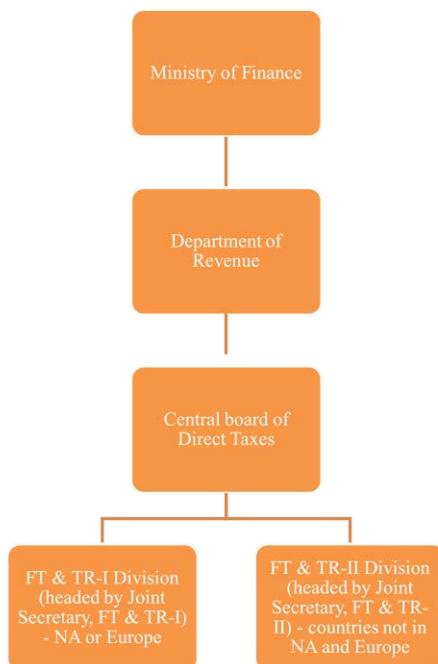 Ministry of Finance
Department of
Revenue
Central board of
Direct Taxes
FT & TR-I Division
(headed by Joint
Secretary, FT & TR-I)
- NA or Europe
FT & TR-II Division
(headed by Joint
Secretary, FT & TR-
II) - countries not in
NA and Europe